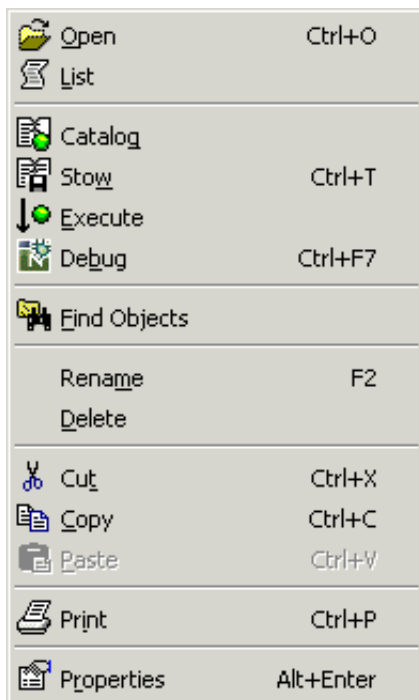 Open Ctrl+O
List
Catalog
Stow Ctrl+T
Execute
Debug Ctrl+F7
Find Objects
Rename F2
Delete
Cut Ctrl+X
Copy Ctrl+C
Paste Ctrl+V
Print Ctrl+P
Properties Alt+Enter